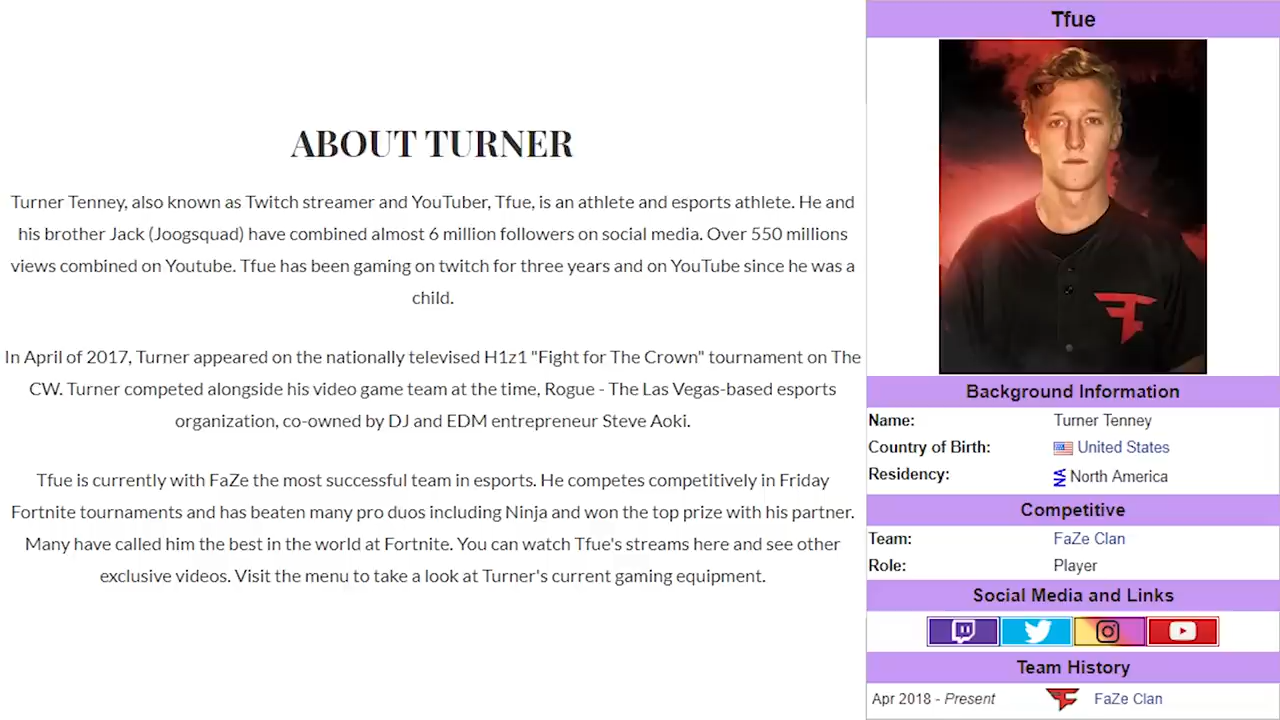 ABOUT TURNER
Turner Tenney, also known as Twitch streamer and YouTuber, Tfue, is an athlete and esports athlete. He and
his brother Jack (Joogsquad) have combined almost 6 million followers on social media. Over 550 millions
views combined on Youtube. Tfue has been gaming on twitch for three years and on YouTube since he was a
child.
In April of 2017, Turner appeared on the nationally televised H1z1 "Fight for The Crown" tournament on The
CW. Turner competed alongside his video game team at the time, Rogue - The Las Vegas-based esports
organization, co-owned by DJ and EDM entrepreneur Steve Aoki.
Tfue is currently with FaZe the most successful team in esports. He competes competitively in Friday
Fortnite tournaments and has beaten many pro duos including Ninja and won the top prize with his partner.
Many have called him the best in the world at Fortnite. You can watch Tfue's streams here and see other
exclusive videos. Visit the menu to take a look at Turner's current gaming equipment.
Tfue
Background Information
Name: Turner Tenney
Country of Birth: United States
Residency: NA North America
Competitive
Team: FaZe Clan
Role: Player
Social Media and Links
Team History
Apr 2018 - Present FaZe Clan